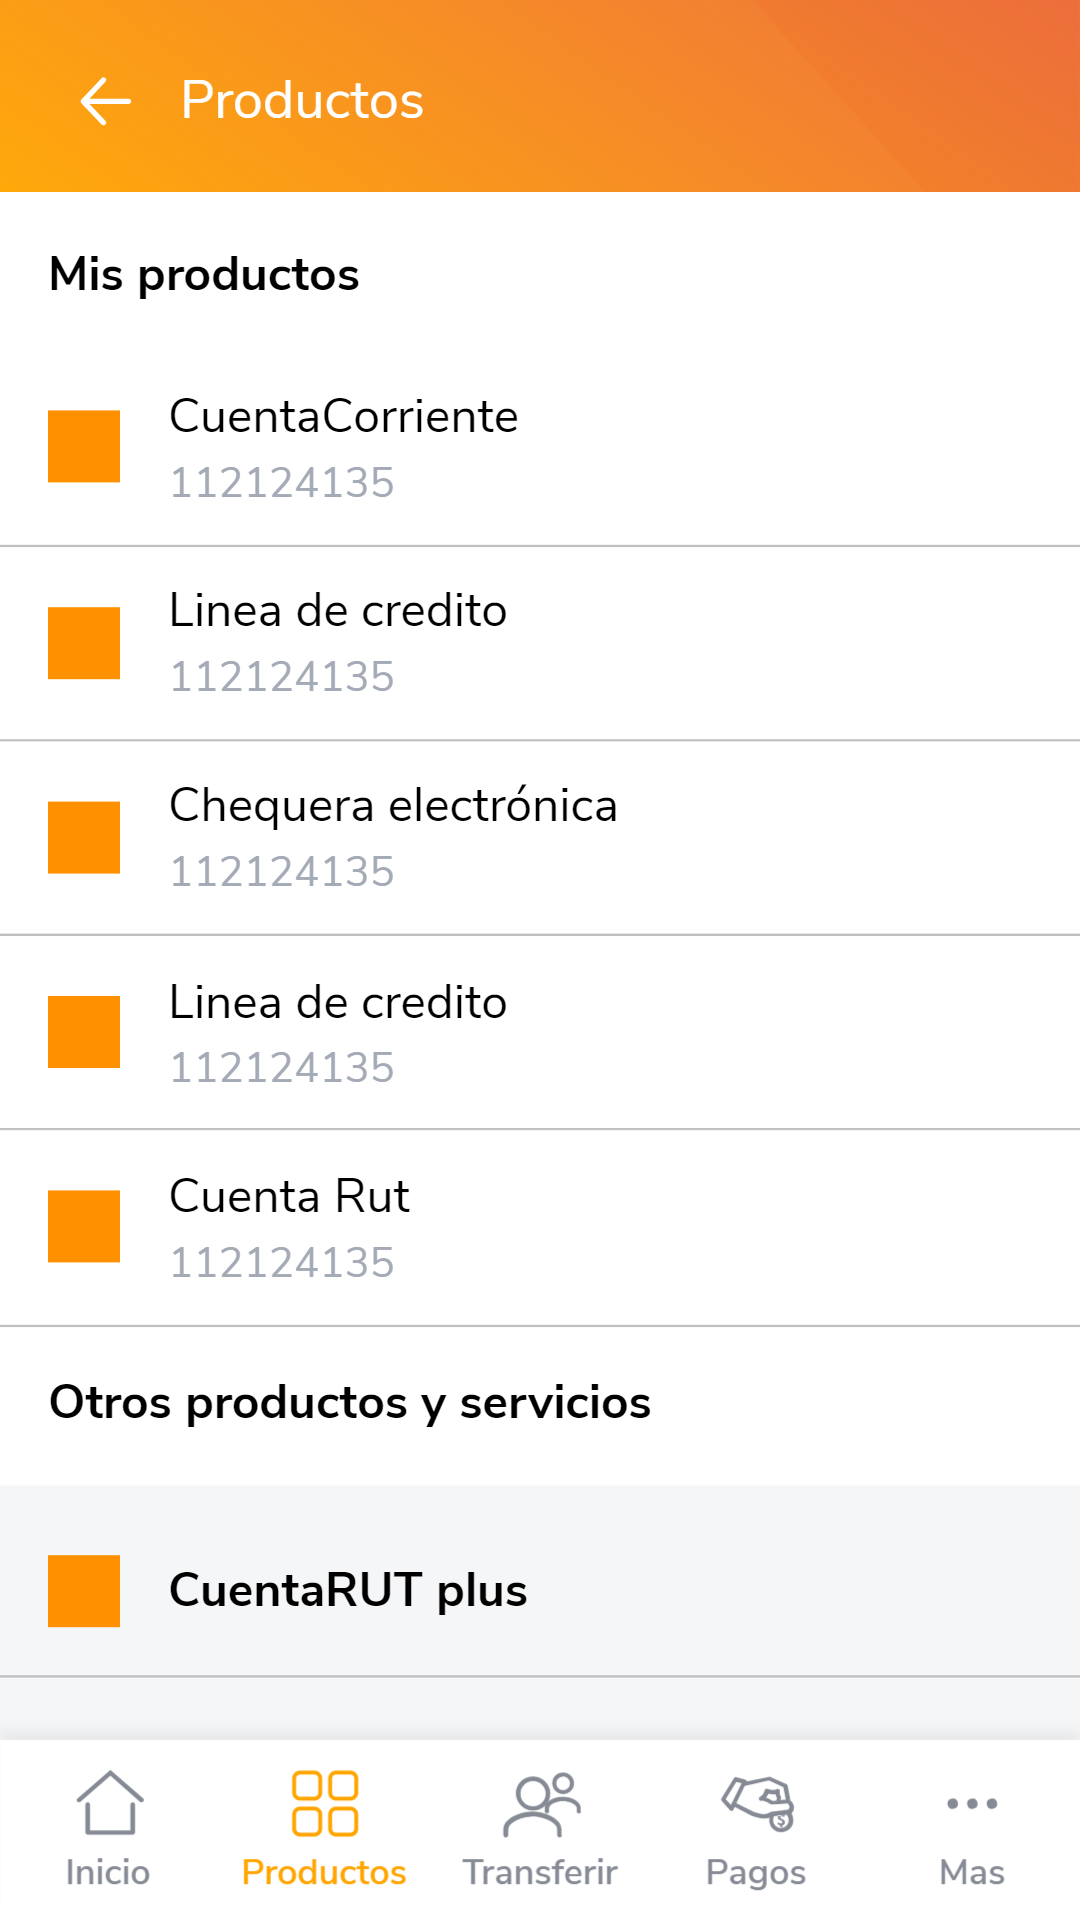 Productos
Mis productos
CuentaCorriente
112124135
Linea de credito
112124135
Chequera electrónica
112124135
Linea de credito
112124135
Cuenta Rut
112124135
Otros productos y servicios
CuentaRUT plus
Inicio
Productos
Transferir
Pagos
Mas